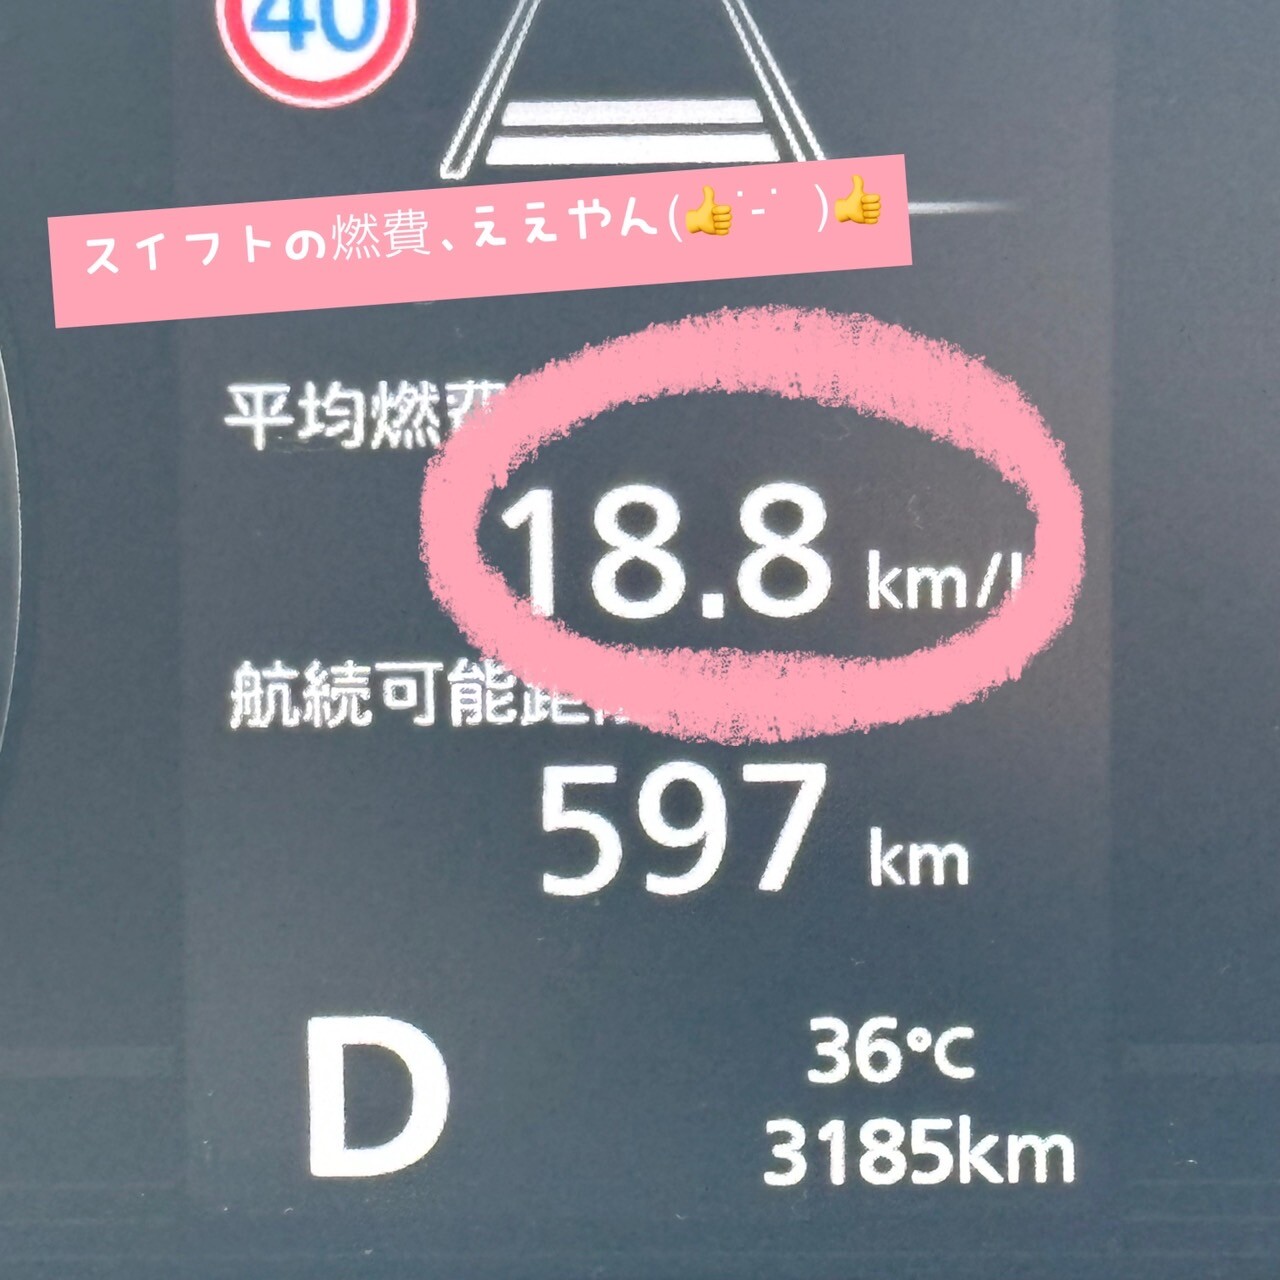 40
スイフトの燃費、ええやん(👍˙-˙ )👍
平均燃費
18.8 km/l
航続可能距離
597 km
D
36℃
3185km